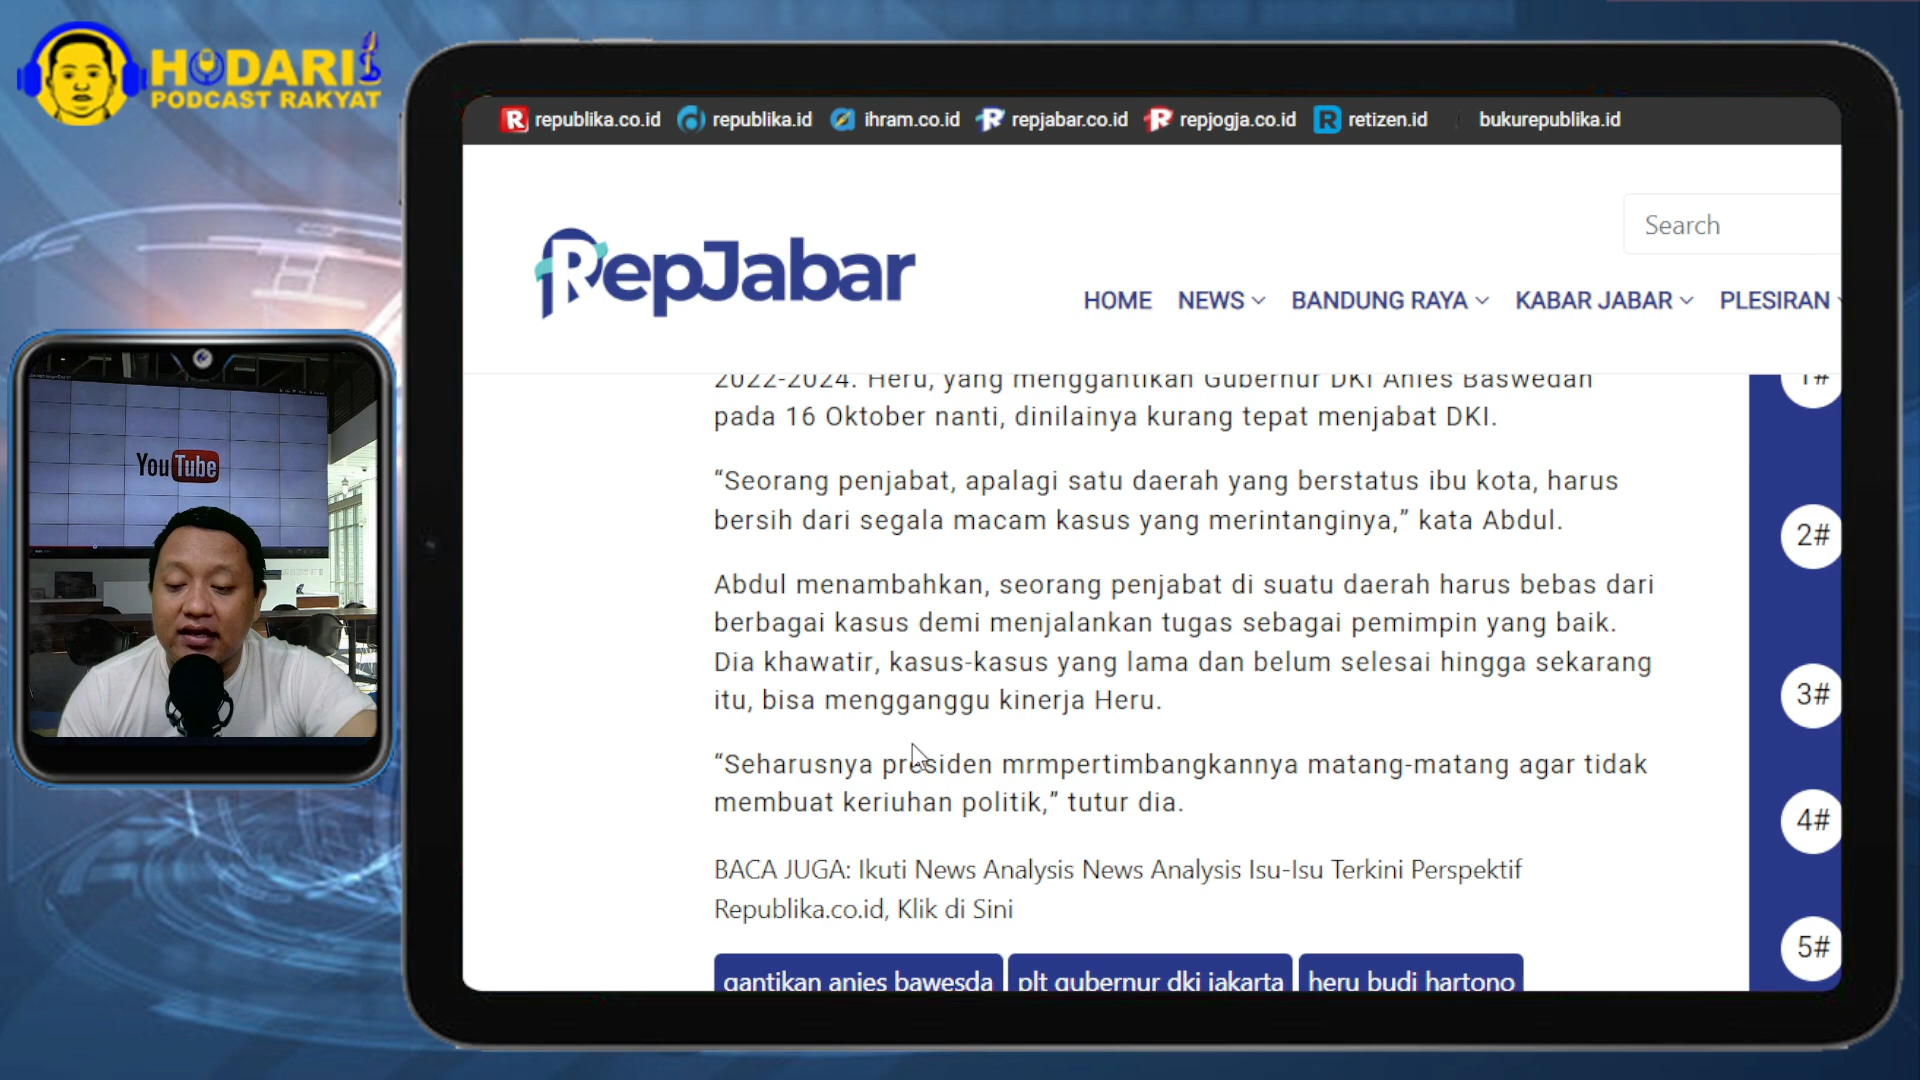 HODARI
PODCAST RAKYAT
republika.co.id republika.id ihram.co.id repjabar.co.id repjogja.co.id retizen.id bukurepublika.id
Search
RepJabar
HOME NEWS BANDUNG RAYA KABAR JABAR PLESIRAN
2022-2024. Heru, yang menggantikan Gubernur DKI Anies Baswedan
pada 16 Oktober nanti, dinilainya kurang tepat menjabat DKI.
“Seorang penjabat, apalagi satu daerah yang berstatus ibu kota, harus
bersih dari segala macam kasus yang merintanginya,” kata Abdul.
Abdul menambahkan, seorang penjabat di suatu daerah harus bebas dari
berbagai kasus demi menjalankan tugas sebagai pemimpin yang baik.
Dia khawatir, kasus-kasus yang lama dan belum selesai hingga sekarang
itu, bisa mengganggu kinerja Heru.
“Seharusnya presiden mrmpertimbangkannya matang-matang agar tidak
membuat keriuhan politik,” tutur dia.
BACA JUGA: Ikuti News Analysis News Analysis Isu-Isu Terkini Perspektif
Republika.co.id, Klik di Sini
gantikan anies bawesda plt gubernur dki jakarta heru budi hartono
1#
2#
3#
4#
5#
YouTube